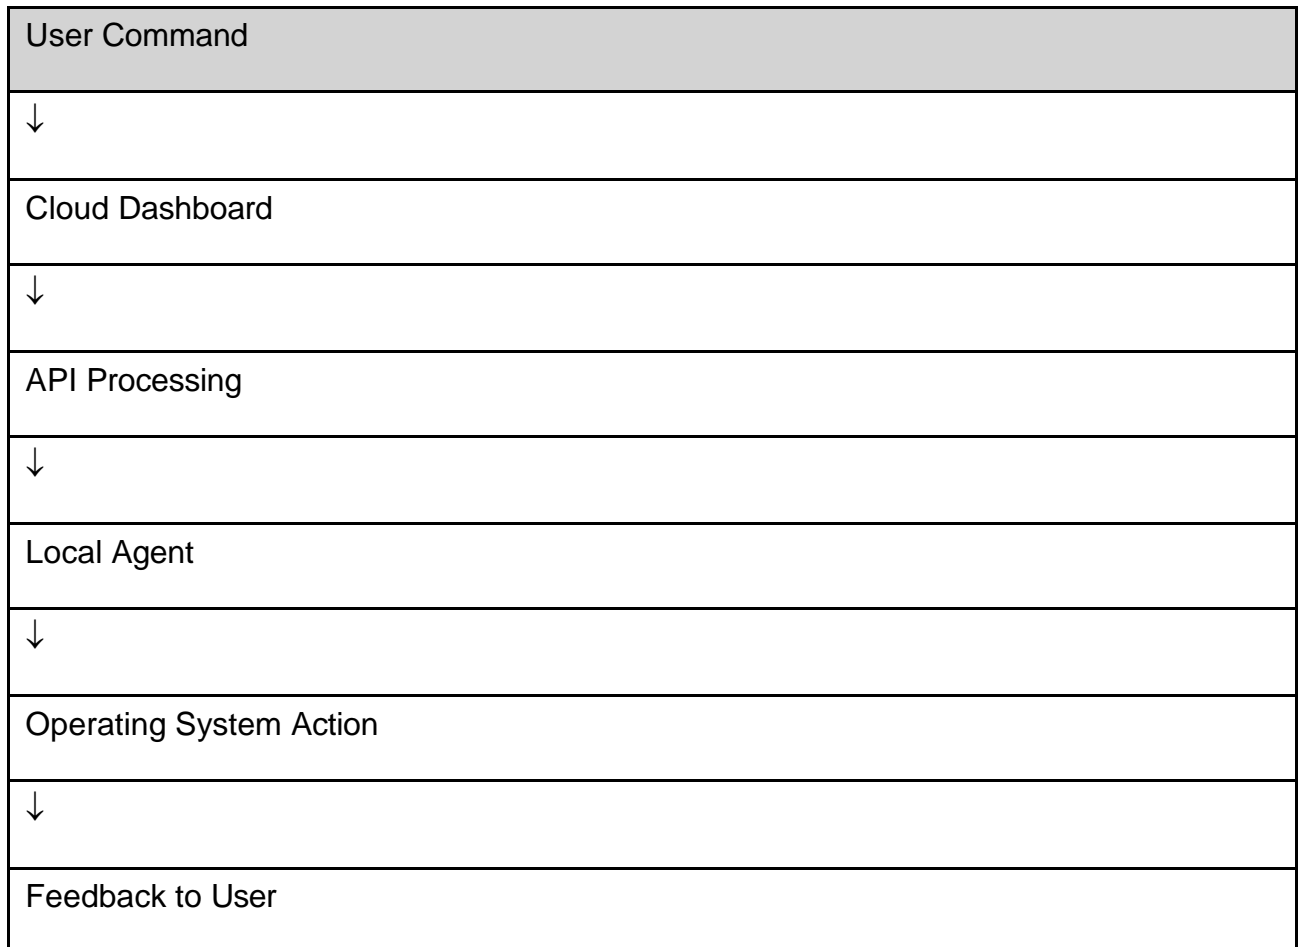 User Command
↓
Cloud Dashboard
↓
API Processing
↓
Local Agent
↓
Operating System Action
↓
Feedback to User